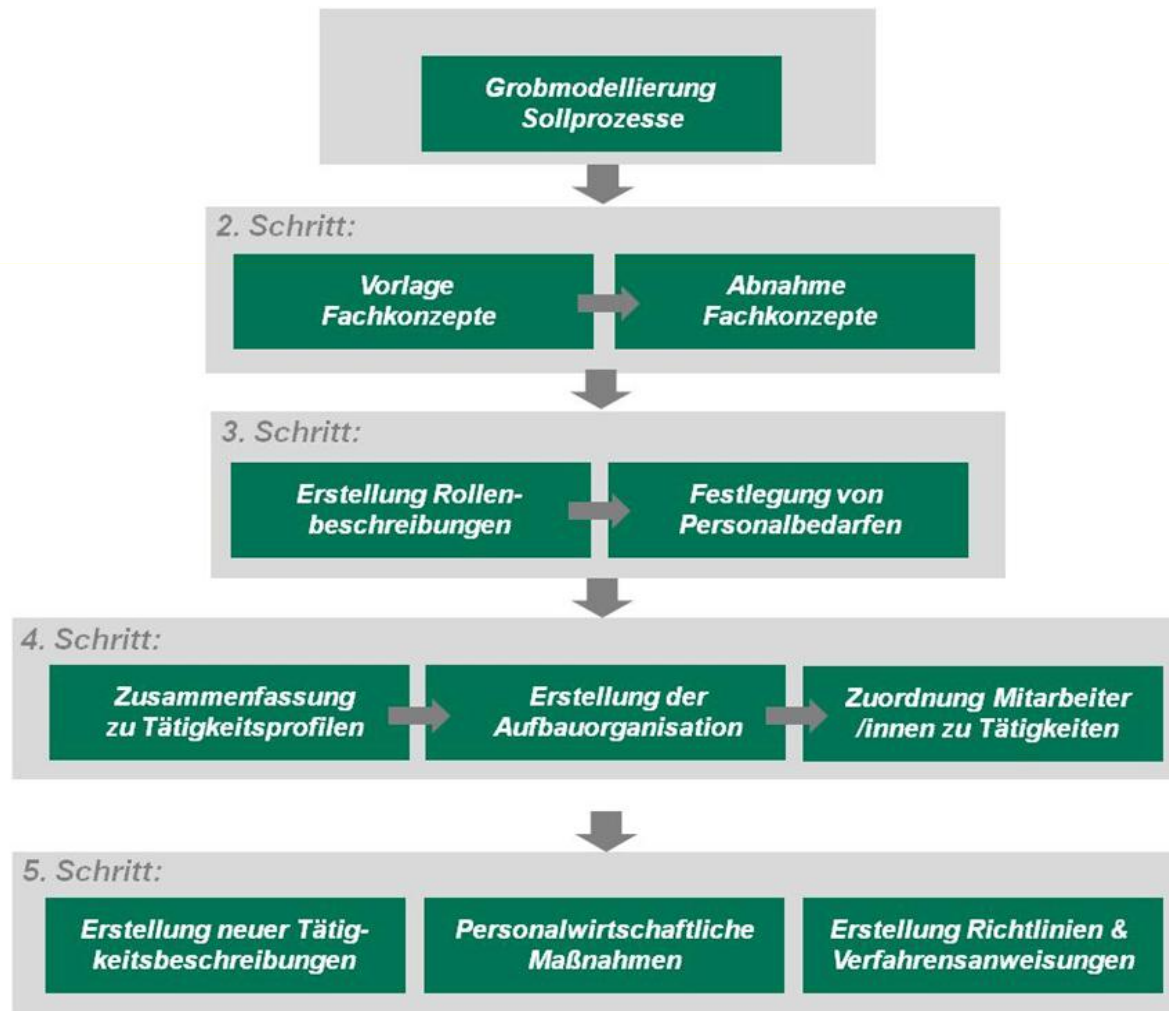 Grobmodellierung
Sollprozesse
2. Schritt:
Vorlage
Fachkonzepte
Abnahme
Fachkonzepte
3. Schritt:
Erstellung Rollen-
beschreibungen
Festlegung von
Personalbedarfen
4. Schritt:
Zusammenfassung
zu Tätigkeitsprofilen
Erstellung der
Aufbauorganisation
Zuordnung Mitarbeiter
/innen zu Tätigkeiten
5. Schritt:
Erstellung neuer Tätig-
keitsbeschreibungen
Personalwirtschaftliche
Maßnahmen
Erstellung Richtlinien &
Verfahrensanweisungen